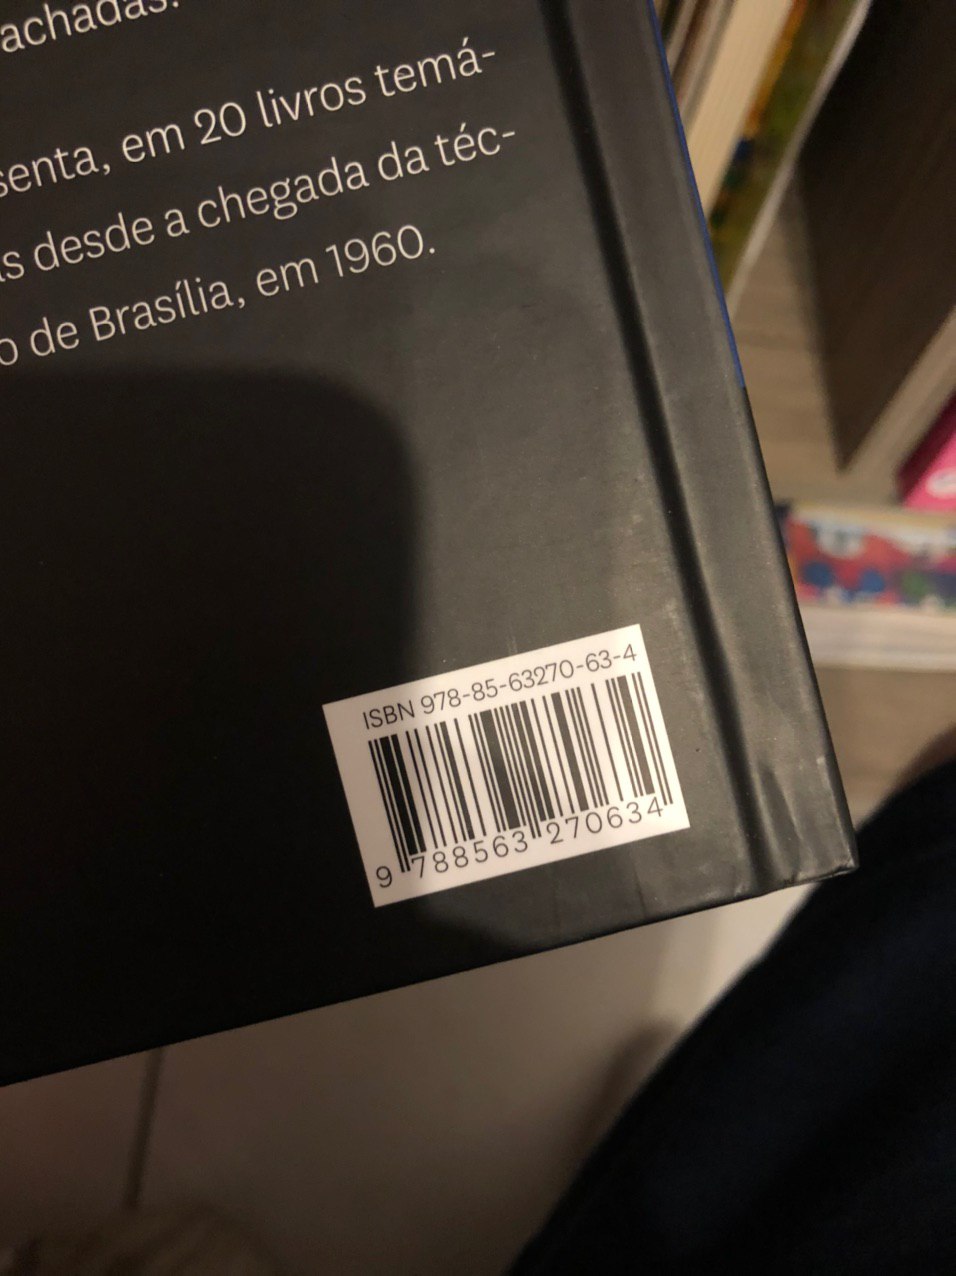 achadas.
senta, em 20 livros temá-
s desde a chegada da téc-
o de Brasília, em 1960.
ISBN 978-85-63270-63-4
9 788563 270634